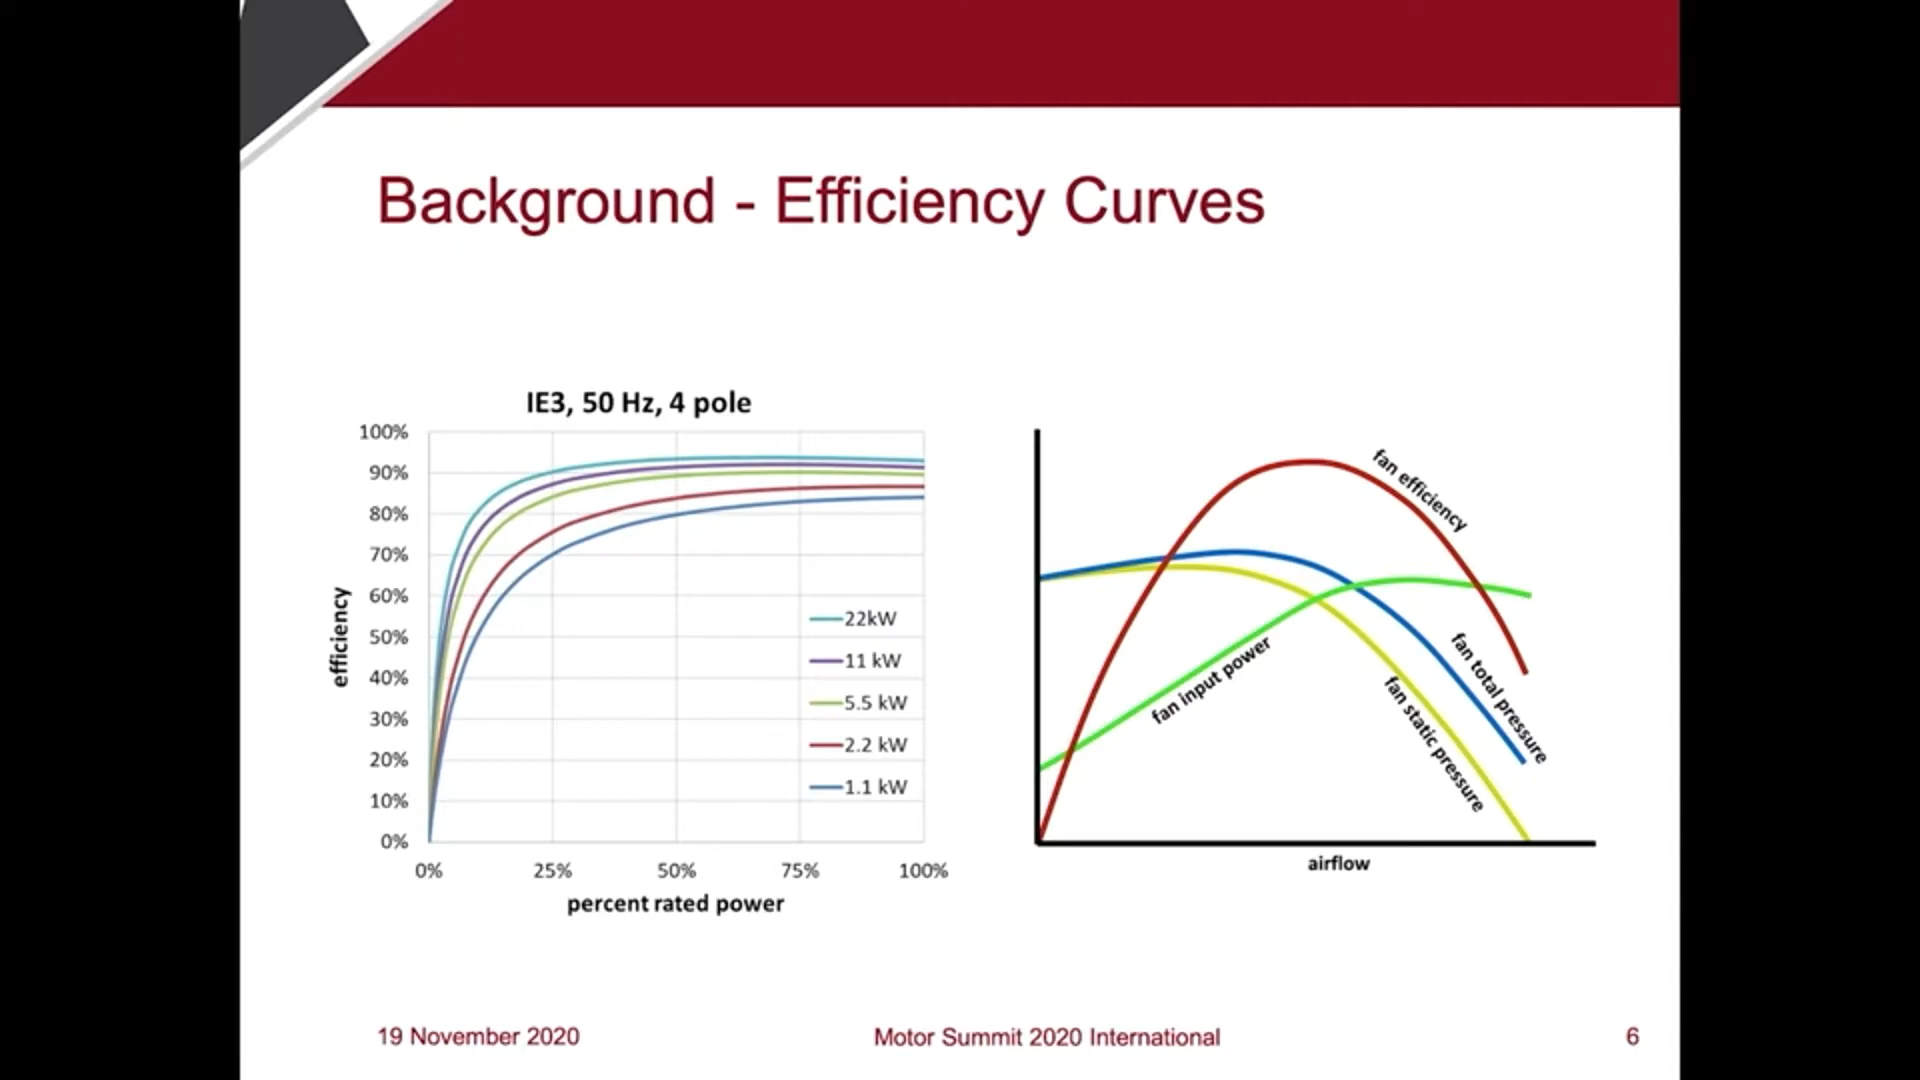 Background - Efficiency Curves
IE3, 50 Hz, 4 pole
100%
90%
80%
70%
60%
50%
40%
30%
20%
10%
0%
efficiency
0% 25% 50% 75% 100%
percent rated power
22kW
11 kW
5.5 kW
2.2 kW
1.1 kW
fan efficiency
fan input power
fan total pressure
fan static pressure
airflow
19 November 2020
Motor Summit 2020 International
6